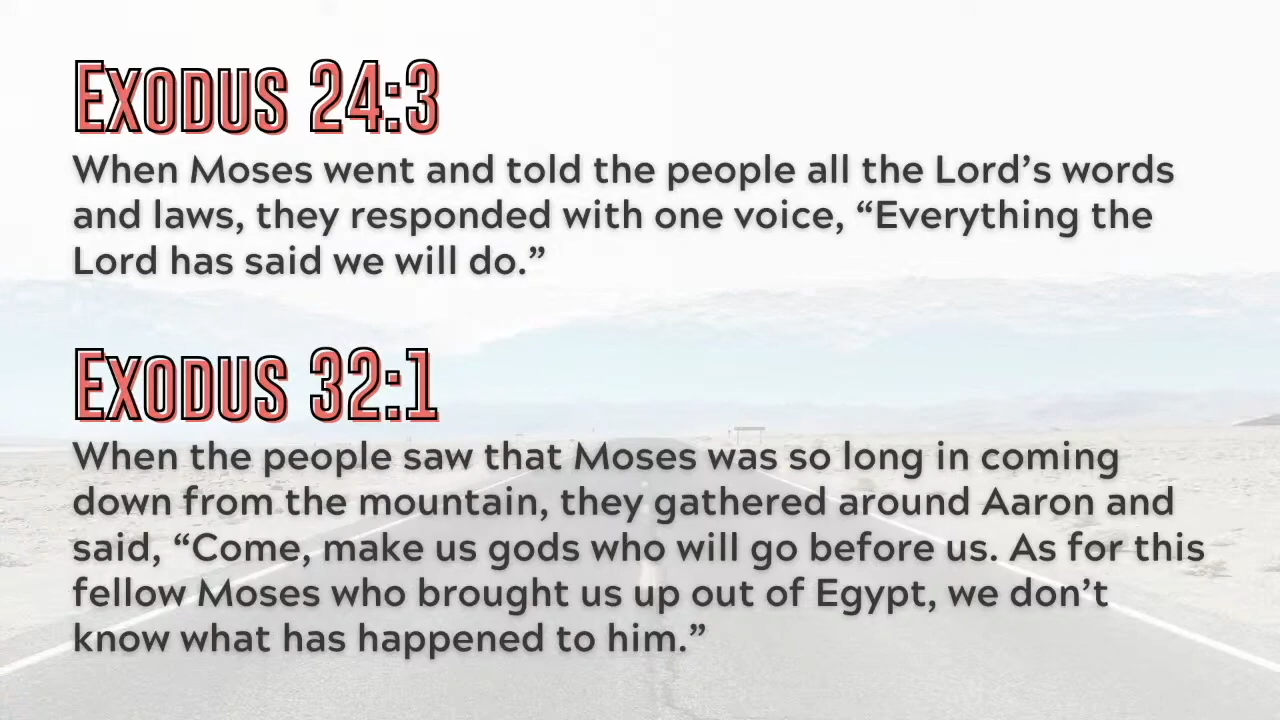 Exodus 24:3
When Moses went and told the people all the Lord’s words
and laws, they responded with one voice, “Everything the
Lord has said we will do.”
Exodus 32:1
When the people saw that Moses was so long in coming
down from the mountain, they gathered around Aaron and
said, “Come, make us gods who will go before us. As for this
fellow Moses who brought us up out of Egypt, we don’t
know what has happened to him.”